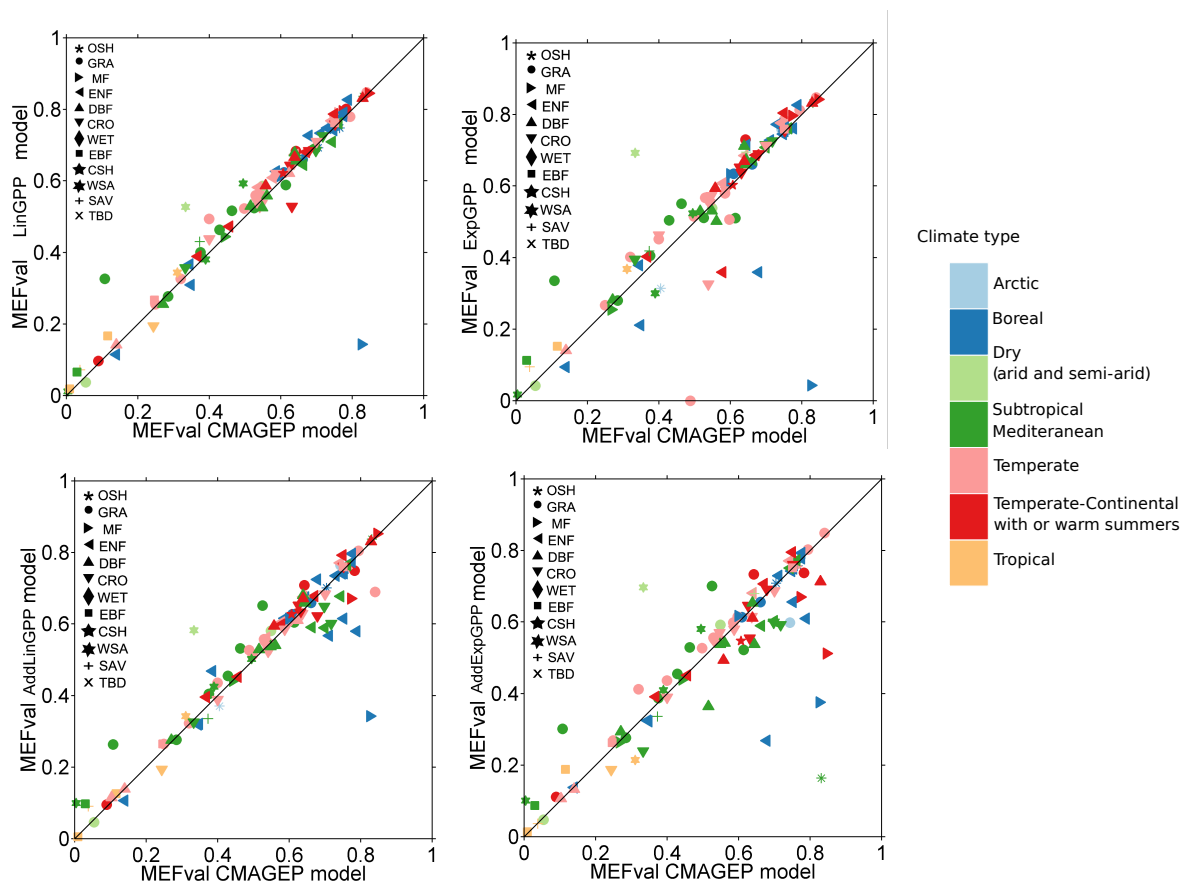 1
0.8
0.6
0.4
0.2
0
0
0.2
0.4
0.6
0.8
1
MEFval LinGPP model
MEFval CMAGEP model
OSH
GRA
MF
ENF
DBF
CRO
WET
EBF
CSH
WSA
SAV
TBD
1
0.8
0.6
0.4
0.2
0
0
0.2
0.4
0.6
0.8
1
MEFval ExpGPP model
MEFval CMAGEP model
OSH
GRA
MF
ENF
DBF
CRO
WET
EBF
CSH
WSA
SAV
TBD
Climate type
Arctic
Boreal
Dry
(arid and semi-arid)
Subtropical
Mediteranean
Temperate
Temperate-Continental
with or warm summers
Tropical
1
0.8
0.6
0.4
0.2
0
0
0.2
0.4
0.6
0.8
1
MEFval AddLinGPP model
MEFval CMAGEP model
OSH
GRA
MF
ENF
DBF
CRO
WET
EBF
CSH
WSA
SAV
TBD
1
0.8
0.6
0.4
0.2
0
0
0.2
0.4
0.6
0.8
1
MEFval AddExpGPP model
MEFval CMAGEP model
OSH
GRA
MF
ENF
DBF
CRO
WET
EBF
CSH
WSA
SAV
TBD